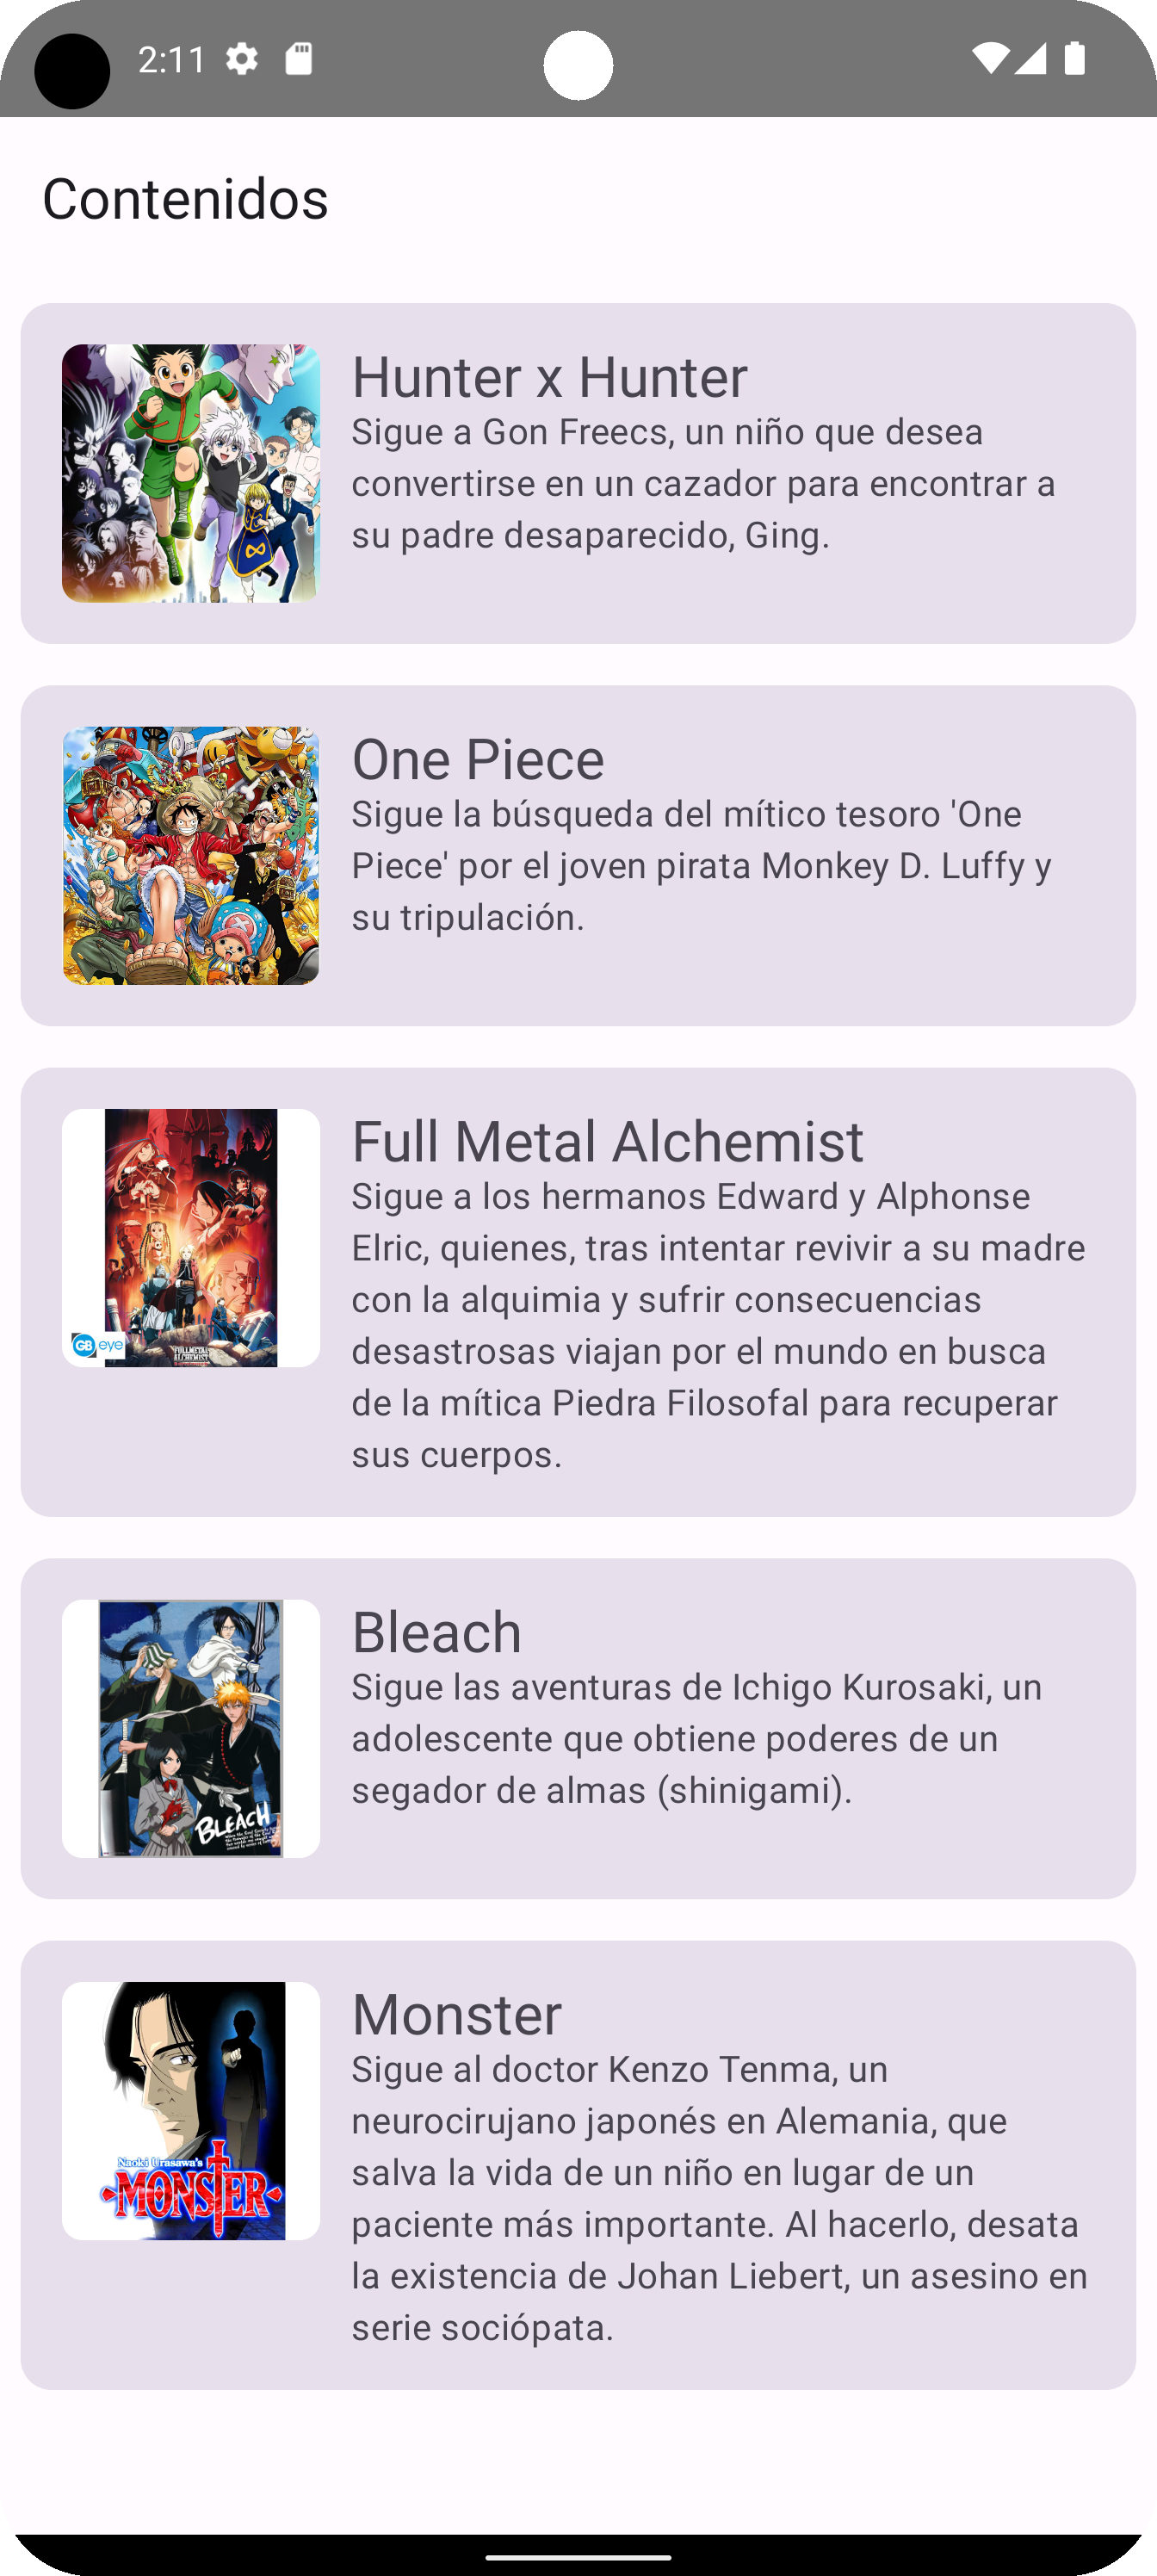 2:11
Contenidos
Hunter x Hunter
Sigue a Gon Freecs, un niño que desea
convertirse en un cazador para encontrar a
su padre desaparecido, Ging.
One Piece
Sigue la búsqueda del mítico tesoro 'One
Piece' por el joven pirata Monkey D. Luffy y
su tripulación.
Full Metal Alchemist
Sigue a los hermanos Edward y Alphonse
Elric, quienes, tras intentar revivir a su madre
con la alquimia y sufrir consecuencias
desastrosas viajan por el mundo en busca
de la mítica Piedra Filosofal para recuperar
sus cuerpos.
GB eye
FULLMETAL
ALCHEMIST
Bleach
Sigue las aventuras de Ichigo Kurosaki, un
adolescente que obtiene poderes de un
segador de almas (shinigami).
BLEACH
Monster
Sigue al doctor Kenzo Tenma, un
neurocirujano japonés en Alemania, que
salva la vida de un niño en lugar de un
paciente más importante. Al hacerlo, desata
la existencia de Johan Liebert, un asesino en
serie sociópata.
Naoki Urasawa's
MONSTER